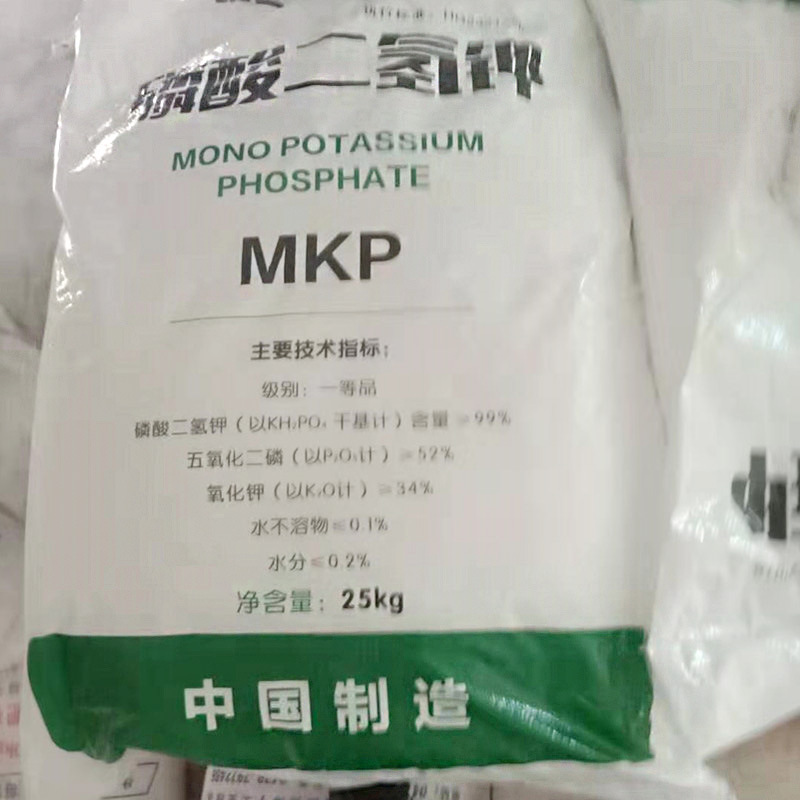 磷酸二氢钾
MONO POTASSIUM
PHOSPHATE
MKP
主要技术指标:
级别: 一等品
磷酸二氢钾(以KH₂PO₄干基计)含量≥99%
五氧化二磷(以P₂O₅计)≥52%
氧化钾(以K₂O计)≥34%
水不溶物≤0.1%
水分≤0.2%
净含量: 25kg
中国制造